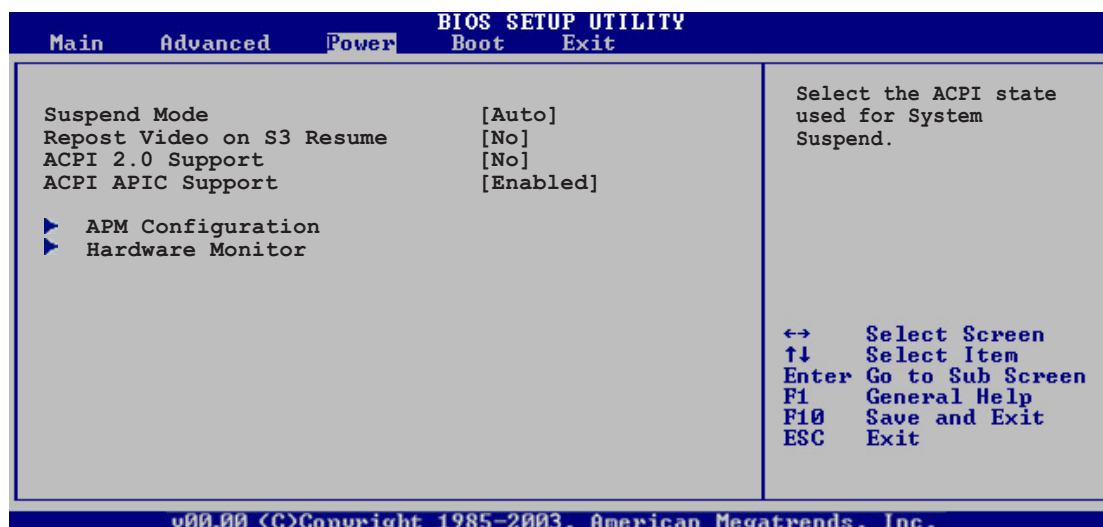 BIOS SETUP UTILITY
Main Advanced Power Boot Exit
Suspend Mode [Auto]
Repost Video on S3 Resume [No]
ACPI 2.0 Support [No]
ACPI APIC Support [Enabled]
APM Configuration
Hardware Monitor
Select the ACPI state
used for System
Suspend.
←→ Select Screen
↑↓ Select Item
Enter Go to Sub Screen
F1 General Help
F10 Save and Exit
ESC Exit
v00.00 (C)Copyright 1985-2003, American Megatrends, Inc.